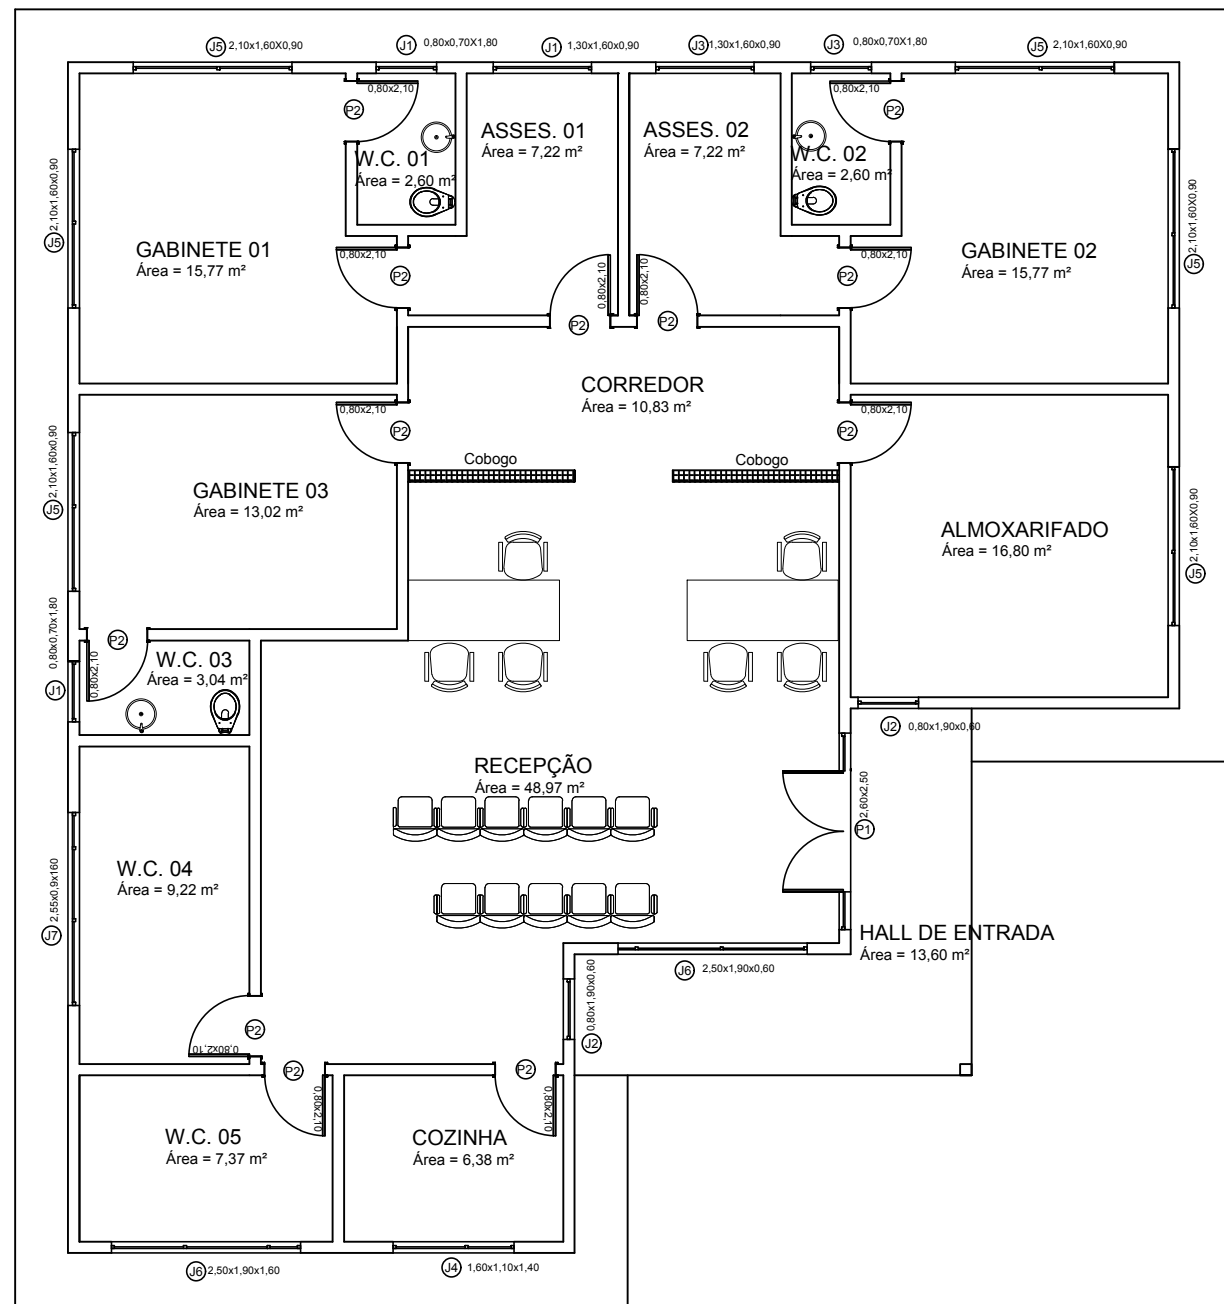 J5 2,10x1,60X0,90
J1 0,80x0,70X1,80
J1 1,30x1,60x0,90
J3 1,30x1,60x0,90
J3 0,80x0,70X1,80
J5 2,10x1,60X0,90
0,80x2,10
P2
0,80x2,10
P2
ASSES. 01
Área = 7,22 m²
ASSES. 02
Área = 7,22 m²
W.C. 01
Área = 2,60 m²
W.C. 02
Área = 2,60 m²
J5 2,10x1,60x0,90
GABINETE 01
Área = 15,77 m²
0,80x2,10
P2
0,80x2,10
P2
0,80x2,10
P2
0,80x2,10
P2
GABINETE 02
Área = 15,77 m²
J5 2,10x1,60X0,90
CORREDOR
Área = 10,83 m²
0,80x2,10
P2
0,80x2,10
P2
Cobogo
Cobogo
J5 2,10x1,60x0,90
GABINETE 03
Área = 13,02 m²
ALMOXARIFADO
Área = 16,80 m²
J5 2,10x1,60X0,90
J1 0,80x0,70x1,80
P2
0,80x2,10
W.C. 03
Área = 3,04 m²
J2 0,80x1,90x0,60
RECEPÇÃO
Área = 48,97 m²
P1 2,60x2,50
W.C. 04
Área = 9,22 m²
J7 2,55x0,9x160
HALL DE ENTRADA
Área = 13,60 m²
J6 2,50x1,90x0,60
J2 0,80x1,90x0,60
P2
0,80x2,10
P2
0,80x2,10
P2
0,80x2,10
W.C. 05
Área = 7,37 m²
COZINHA
Área = 6,38 m²
J6 2,50x1,90x1,60
J4 1,60x1,10x1,40